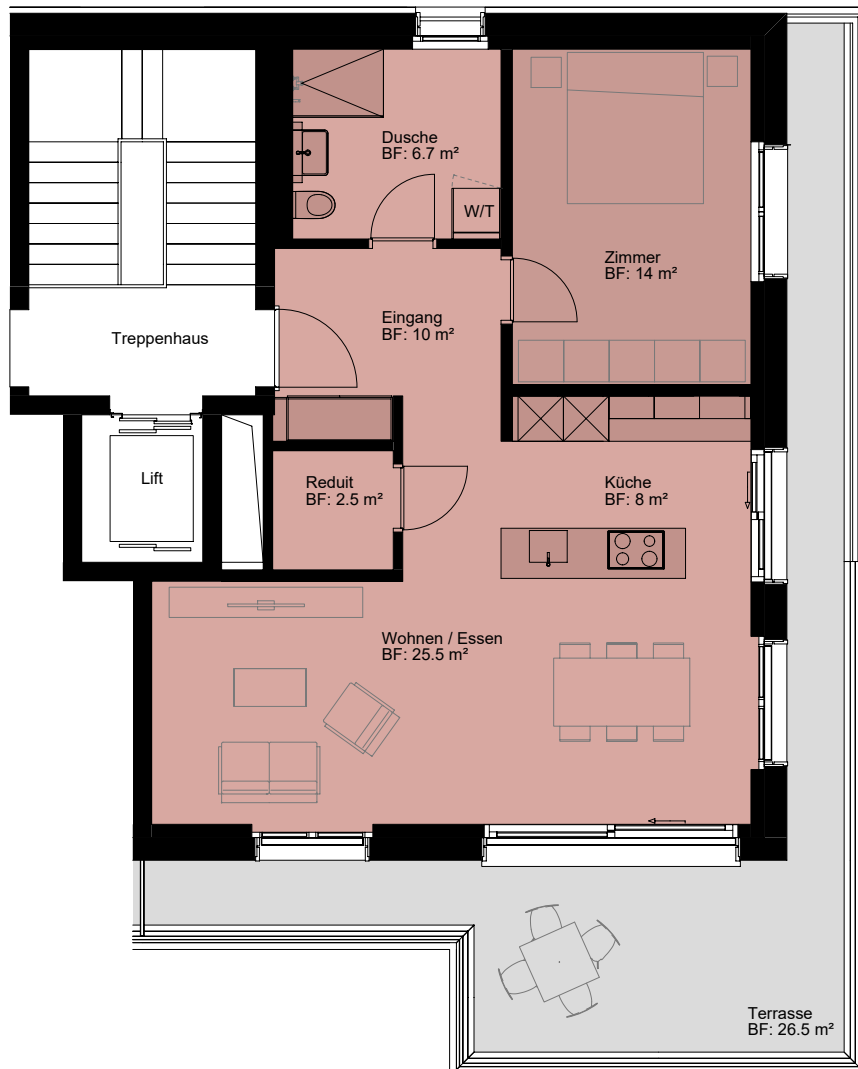 Dusche
BF: 6.7 m²
W/T
Zimmer
BF: 14 m²
Eingang
BF: 10 m²
Treppenhaus
Lift
Reduit
BF: 2.5 m²
Küche
BF: 8 m²
Wohnen / Essen
BF: 25.5 m²
Terrasse
BF: 26.5 m²